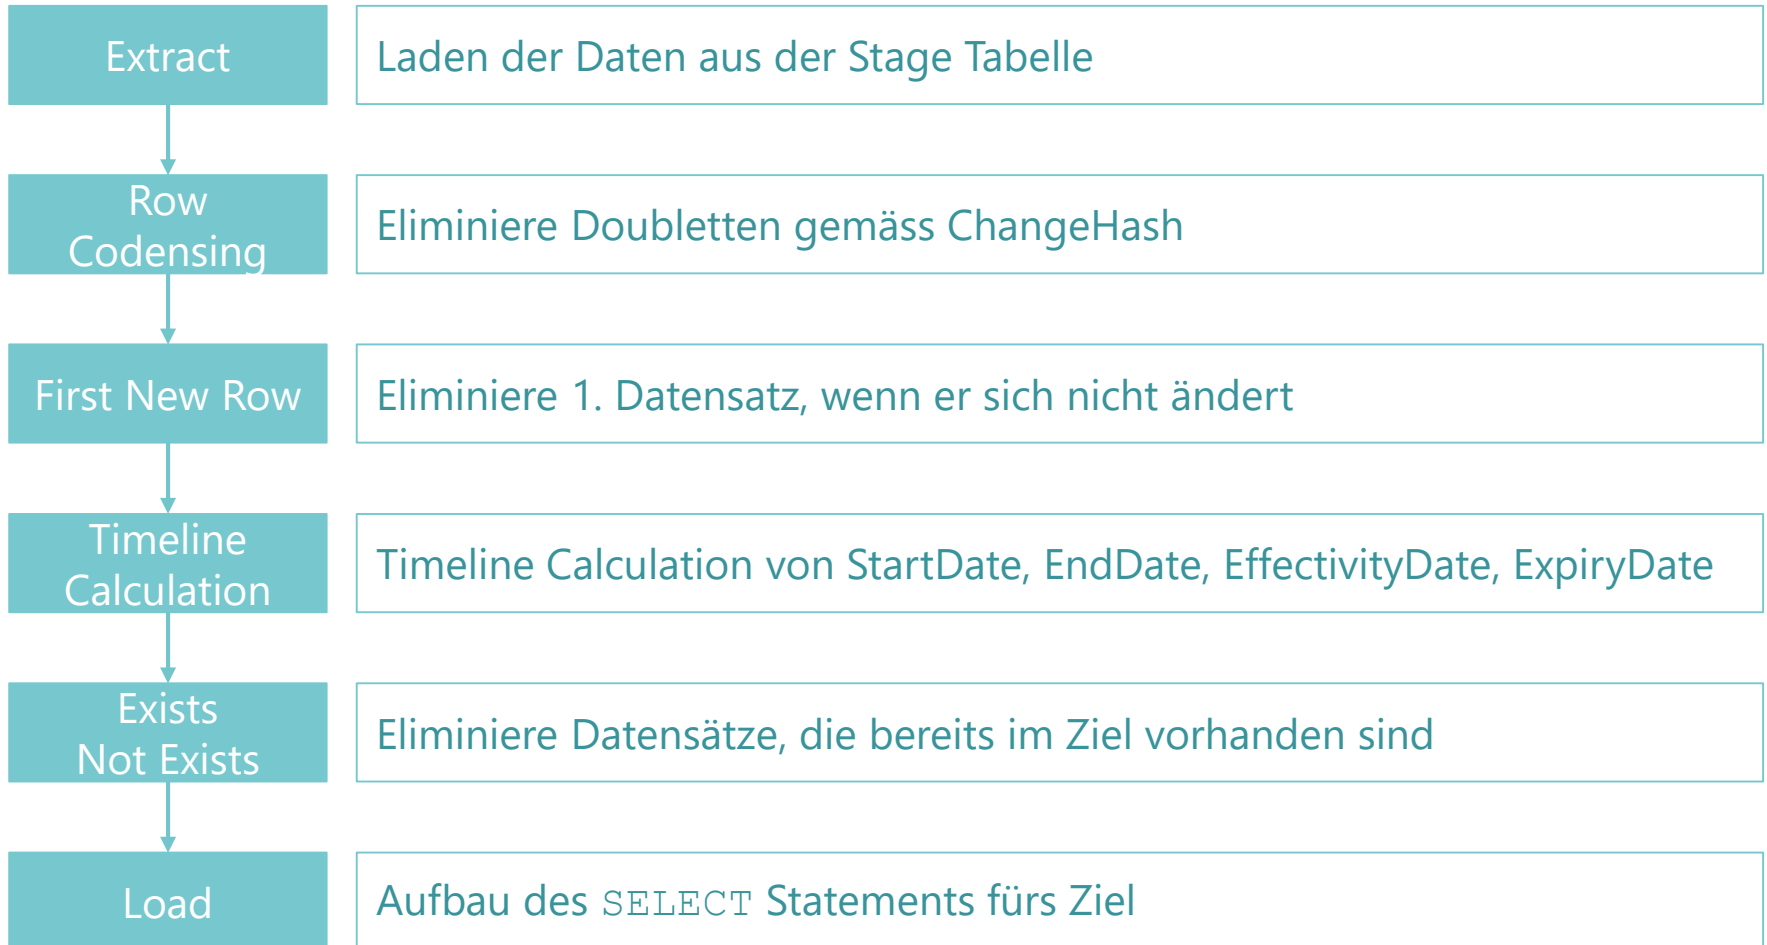 Extract
Laden der Daten aus der Stage Tabelle
Row
Codensing
Eliminiere Doubletten gemäss ChangeHash
First New Row
Eliminiere 1. Datensatz, wenn er sich nicht ändert
Timeline
Calculation
Timeline Calculation von StartDate, EndDate, EffectivityDate, ExpiryDate
Exists
Not Exists
Eliminiere Datensätze, die bereits im Ziel vorhanden sind
Load
Aufbau des SELECT Statements fürs Ziel